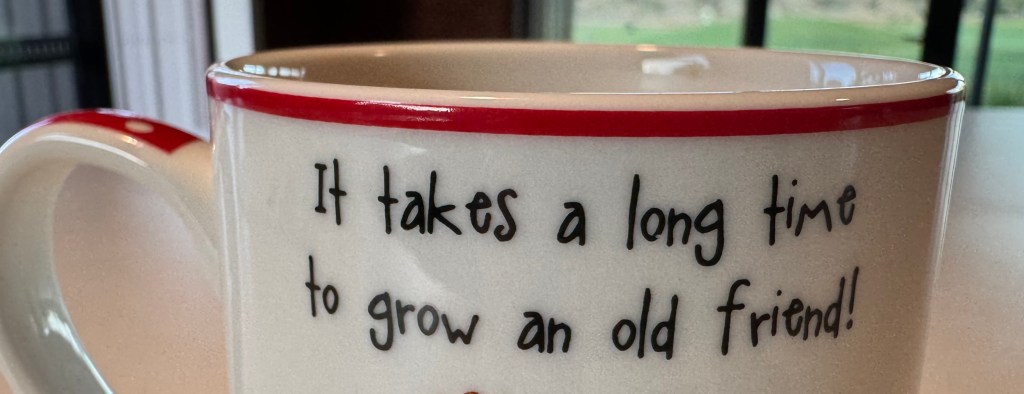 It takes a long time
to grow an old friend!